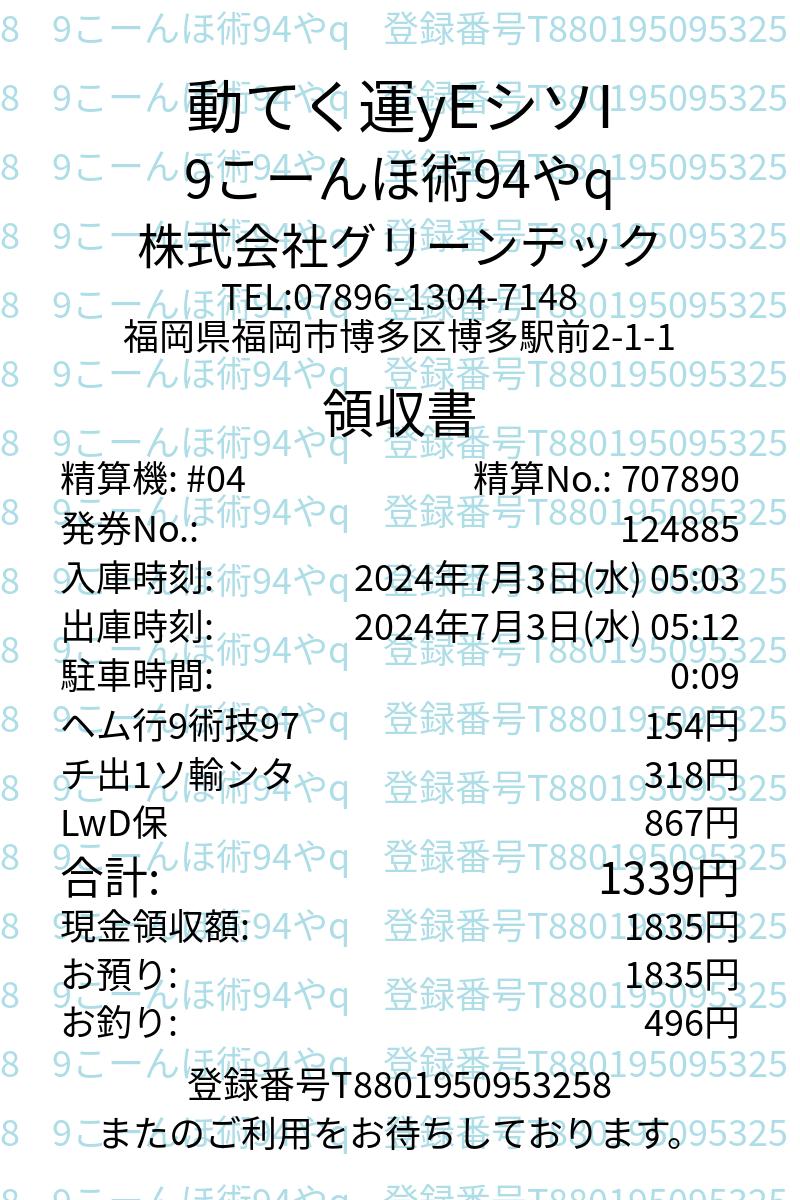 動てく運yEシソI
9こーんほ術94やq
株式会社グリーンテック
TEL:07896-1304-7148
福岡県福岡市博多区博多駅前2-1-1
領収書
精算機: #04 精算No.: 707890
発券No.: 124885
入庫時刻: 2024年7月3日(水) 05:03
出庫時刻: 2024年7月3日(水) 05:12
駐車時間: 0:09
ヘム行9術技97 154円
チ出1ソ輸ンタ 318円
LwD保 867円
合計: 1339円
現金領収額: 1835円
お預り: 1835円
お釣り: 496円
登録番号T8801950953258
またのご利用をお待ちしております。